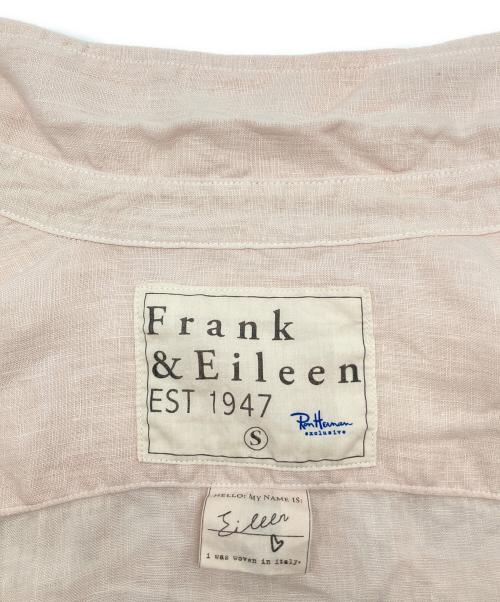 Frank
& Eileen
EST 1947
Ron Herman
exclusive
S
HELLO: MY NAME IS:
Eileen
i was woven in italy.